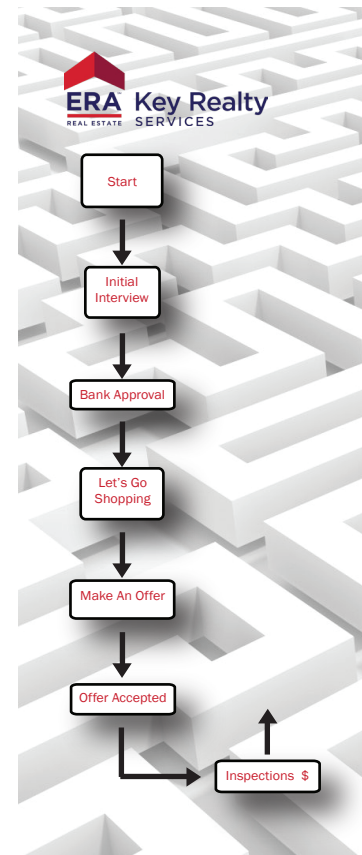 ERA Key Realty
REAL ESTATE SERVICES
Start
Initial
Interview
Bank Approval
Let's Go
Shopping
Make An Offer
Offer Accepted
Inspections $